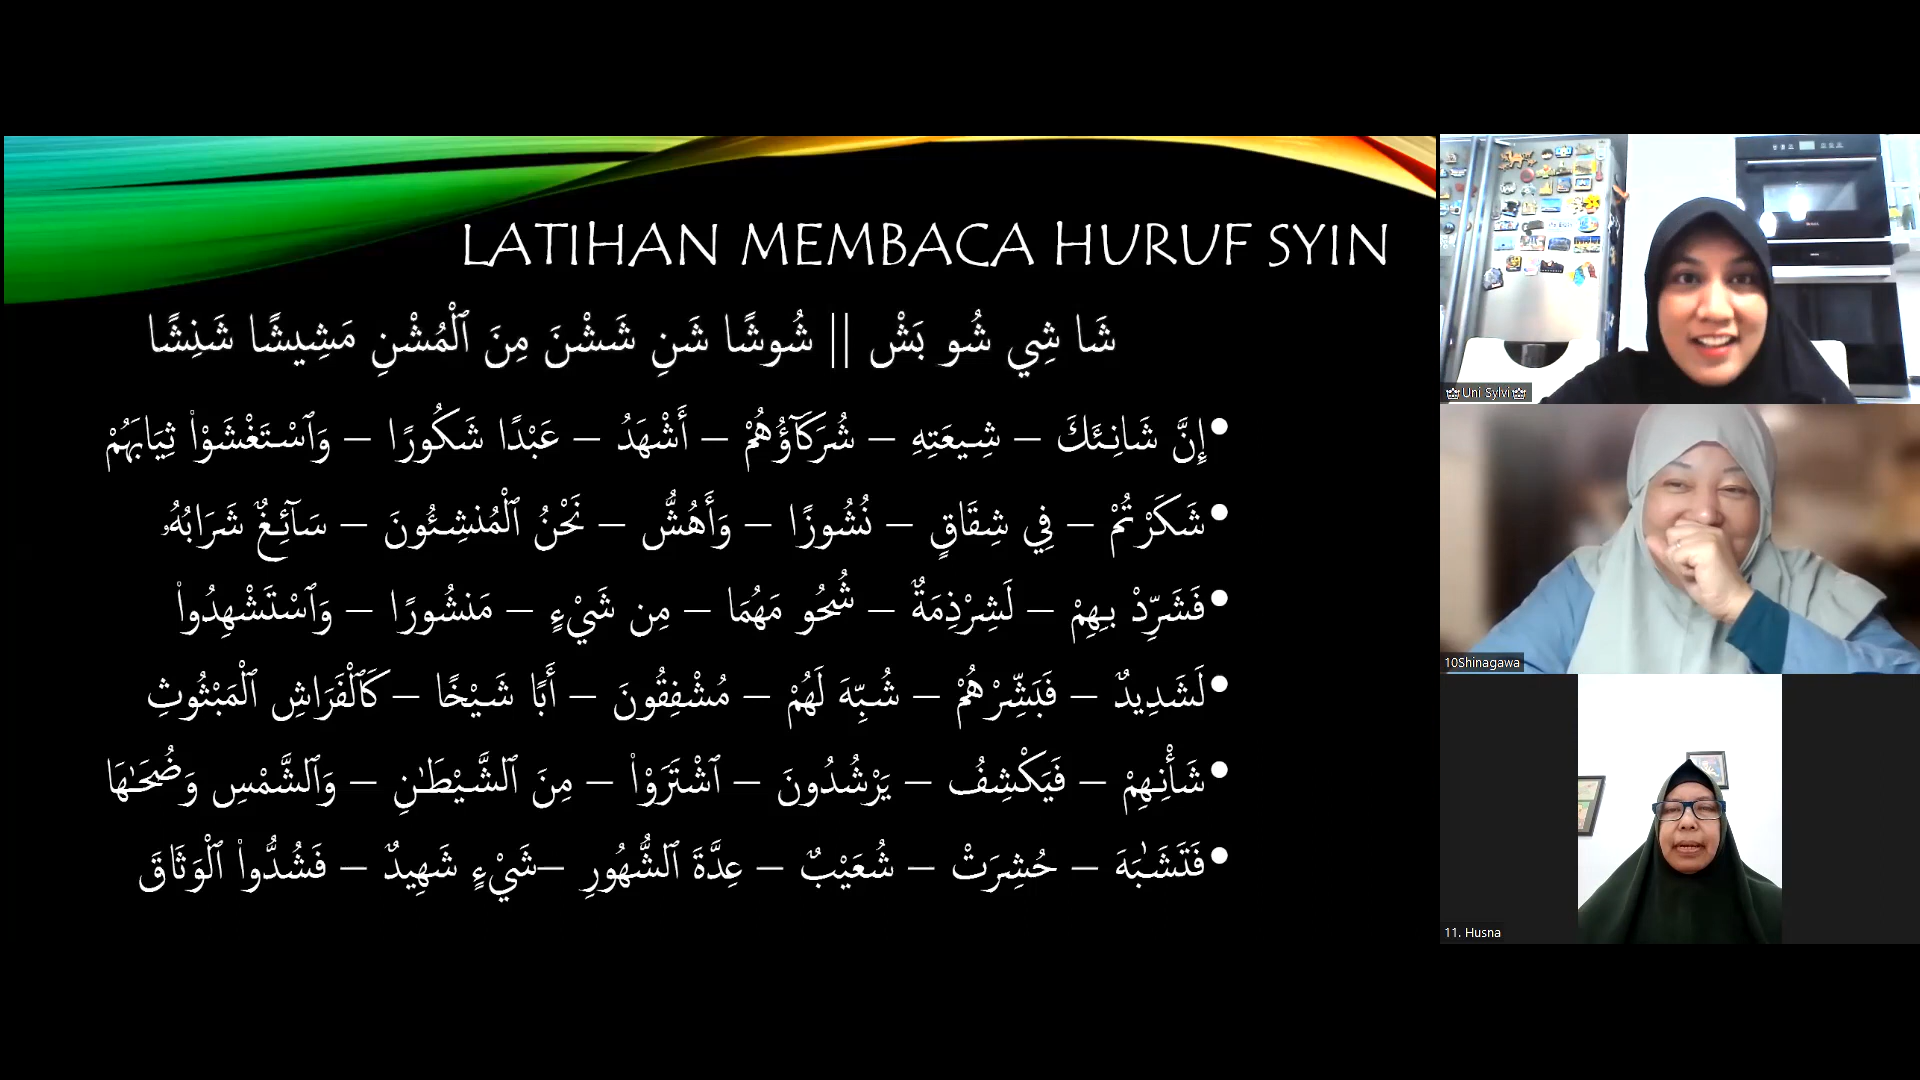 LATIHAN MEMBACA HURUF SYIN
شَا شِي شُو بَشْ || شُوشًا شَنِ شَشْنَ مِنَ ٱلْمُشْنِ مَشِيشًا شَنِشًا
•إِنَّ شَانِئَكَ – شِيعَتِهِ – شُرَكَآؤُهُمْ – أَشْهَدُ – عَبْدًا شَكُورًا – وَٱسْتَغْشَوْا۟ ثِيَابَهُمْ
•شَكَرْتُمْ – فِي شِقَاقٍ – نُشُوزًا – وَأَهُشُّ – نَحْنُ ٱلْمُنشِئُونَ – سَآئِغٌ شَرَابُهُۥ
•فَشَرِّدْ بِهِمْ – لَشِرْذِمَةٌ – شُحُو مَهُمَا – مِن شَيْءٍ – مَنشُورًا – وَٱسْتَشْهِدُوا۟
•لَشَدِيدٌ – فَبَشِّرْهُمْ – شُبِّهَ لَهُمْ – مُشْفِقُونَ – أَبًا شَيْخًا – كَٱلْفَرَاشِ ٱلْمَبْثُوثِ
•شَأْنِهِمْ – فَيَكْشِفُ – يَرْشُدُونَ – ٱشْتَرَوْا۟ – مِنَ ٱلشَّيْطَٰنِ – وَٱلشَّمْسِ وَضُحَىٰهَا
•فَتَشَٰبَهَ – حُشِرَتْ – شُعَيْبٌ – عِدَّةَ ٱلشُّهُورِ –شَيْءٍ شَهِيدٌ – فَشُدُّوا۟ ٱلْوَثَاقَ
Uni Sylvi
10Shinagawa
11. Husna